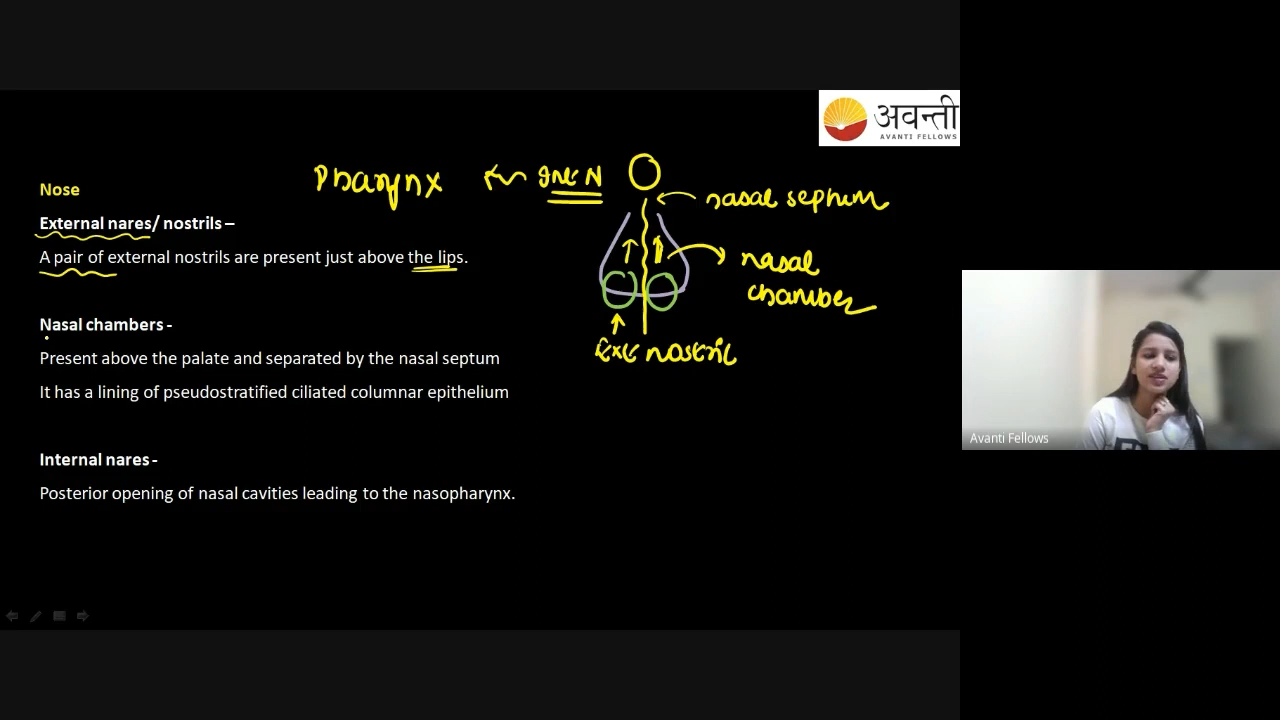 अवन्ती
AVANTI FELLOWS
Pharynx
Int N
nasal septum
Nose
External nares/ nostrils –
A pair of external nostrils are present just above the lips.
nasal
chamber
Nasal chambers -
Ext nostril
Present above the palate and separated by the nasal septum
It has a lining of pseudostratified ciliated columnar epithelium
Internal nares -
Posterior opening of nasal cavities leading to the nasopharynx.
Avanti Fellows